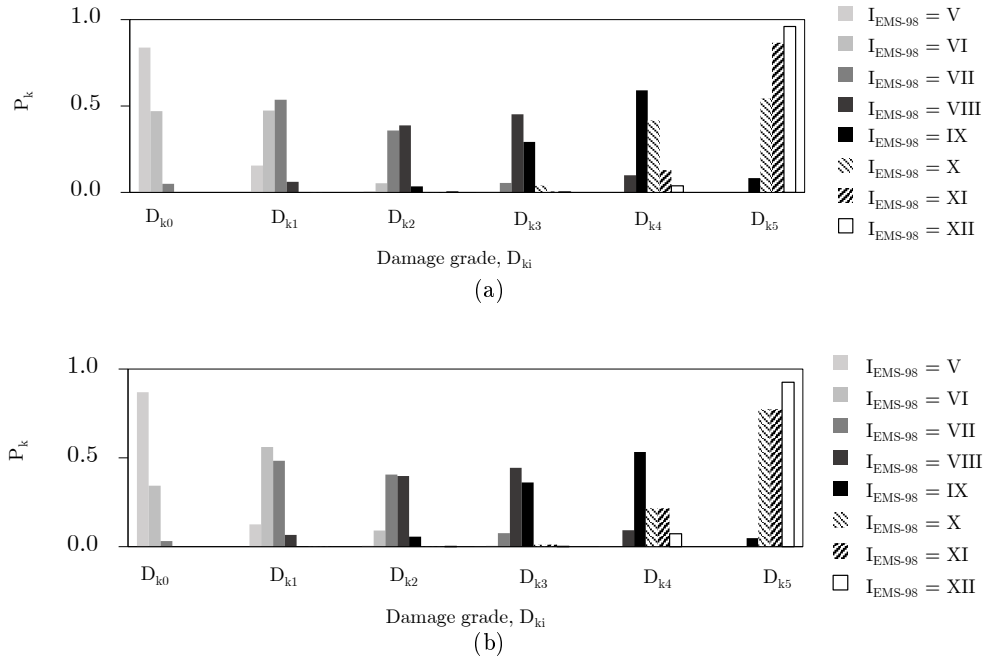 1.0
0.5
0.0
P_k
D_k0 D_k1 D_k2 D_k3 D_k4 D_k5
Damage grade, D_ki
(a)
I_EMS-98 = V
I_EMS-98 = VI
I_EMS-98 = VII
I_EMS-98 = VIII
I_EMS-98 = IX
I_EMS-98 = X
I_EMS-98 = XI
I_EMS-98 = XII
1.0
0.5
0.0
P_k
D_k0 D_k1 D_k2 D_k3 D_k4 D_k5
Damage grade, D_ki
(b)
I_EMS-98 = V
I_EMS-98 = VI
I_EMS-98 = VII
I_EMS-98 = VIII
I_EMS-98 = IX
I_EMS-98 = X
I_EMS-98 = XI
I_EMS-98 = XII